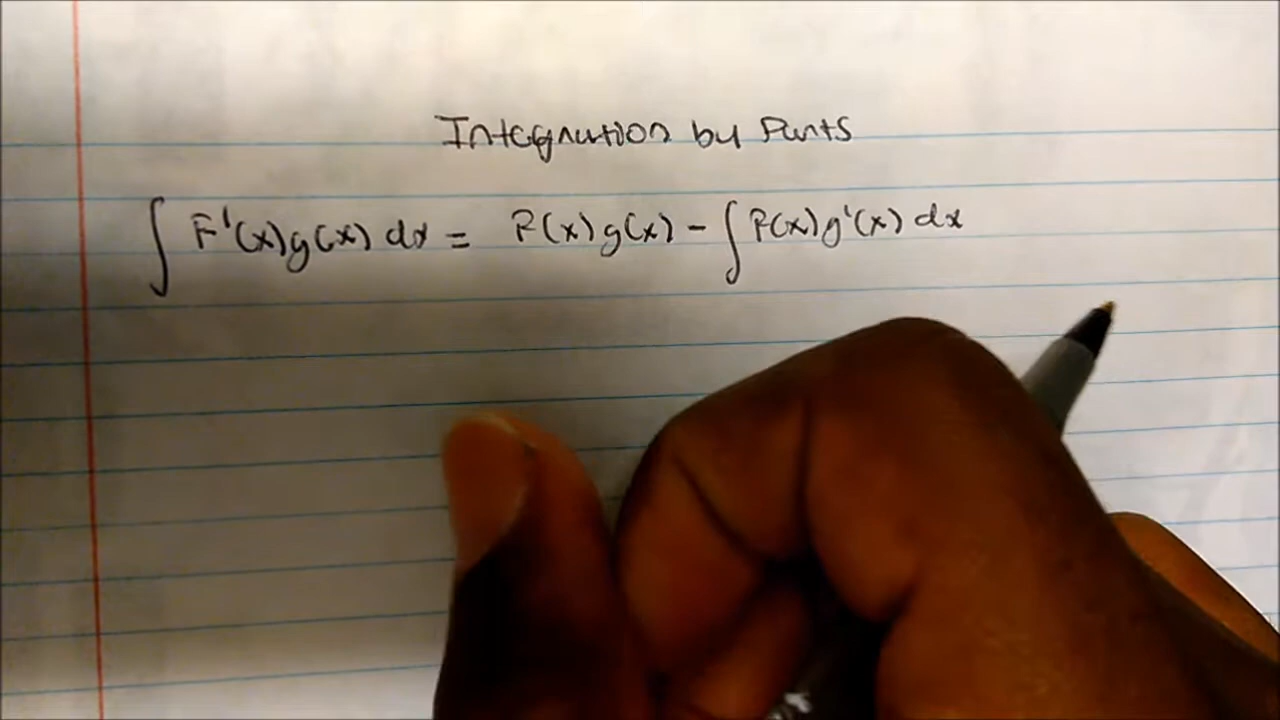 Integration by Parts
∫ F'(x)g(x) dx = F(x)g(x) - ∫ F(x)g'(x) dx